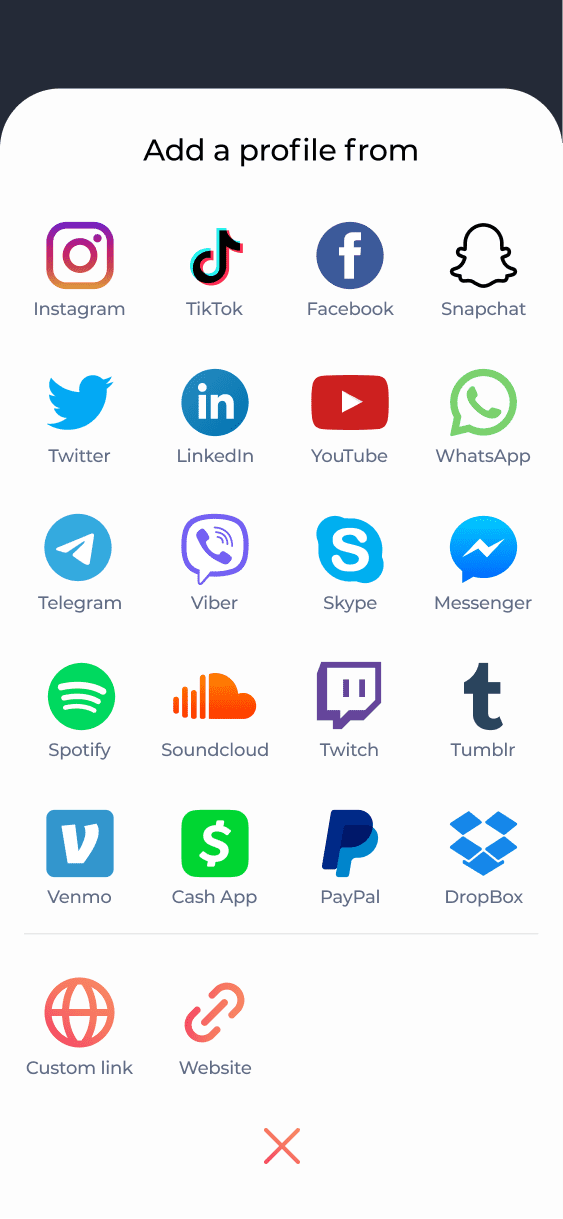 Add a profile from
Instagram TikTok Facebook Snapchat
Twitter LinkedIn YouTube WhatsApp
Telegram Viber Skype Messenger
Spotify Soundcloud Twitch Tumblr
Venmo Cash App PayPal DropBox
Custom link Website